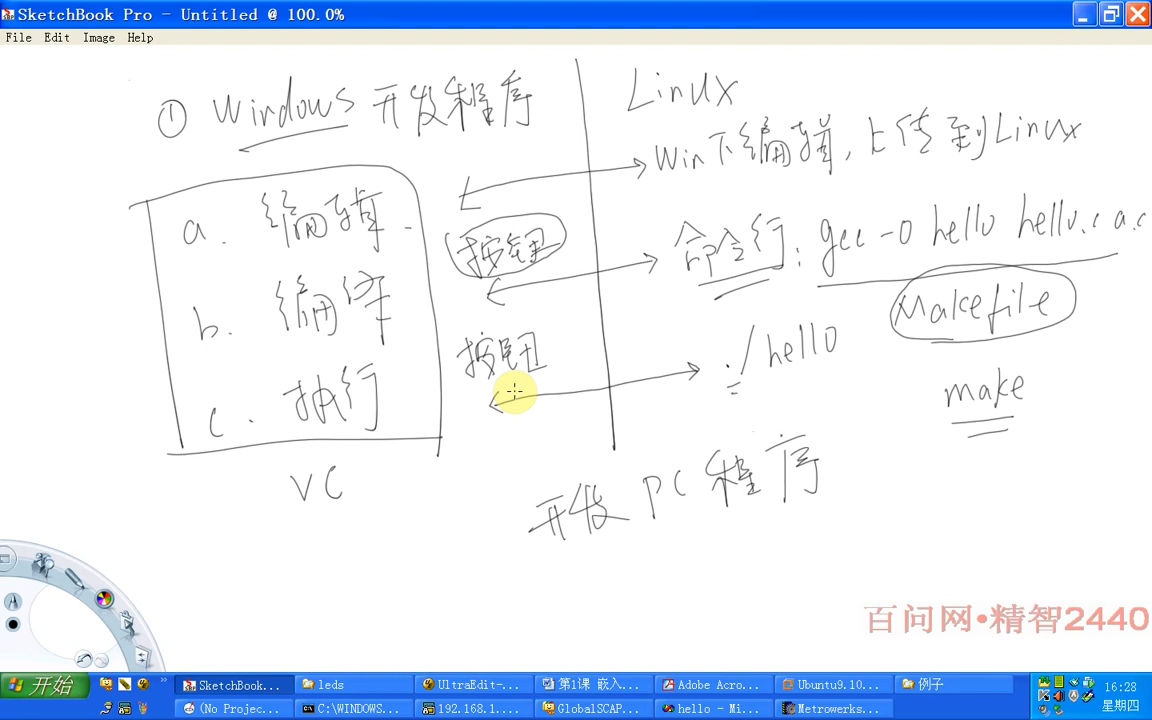 SketchBook Pro - Untitled @ 100.0%
File Edit Image Help
① Windows 开发程序
Linux
Win下编辑,上传到Linux
a. 编辑.
按钮
命令行: gcc -o hello hello.c a.c
b. 编译
Makefile
按钮
./hello
c. 执行
make
VC
开发 PC 程序
百问网•精智2440
开始
SketchBook...
leds
UltraEdit-...
第1课 嵌入...
Adobe Acro...
Ubuntu9.10...
例子
16:28
(No Projec...
C:\WINDOWS...
192.168.1....
GlobalSCAP...
hello - Mi...
Metrowerks...
星期四